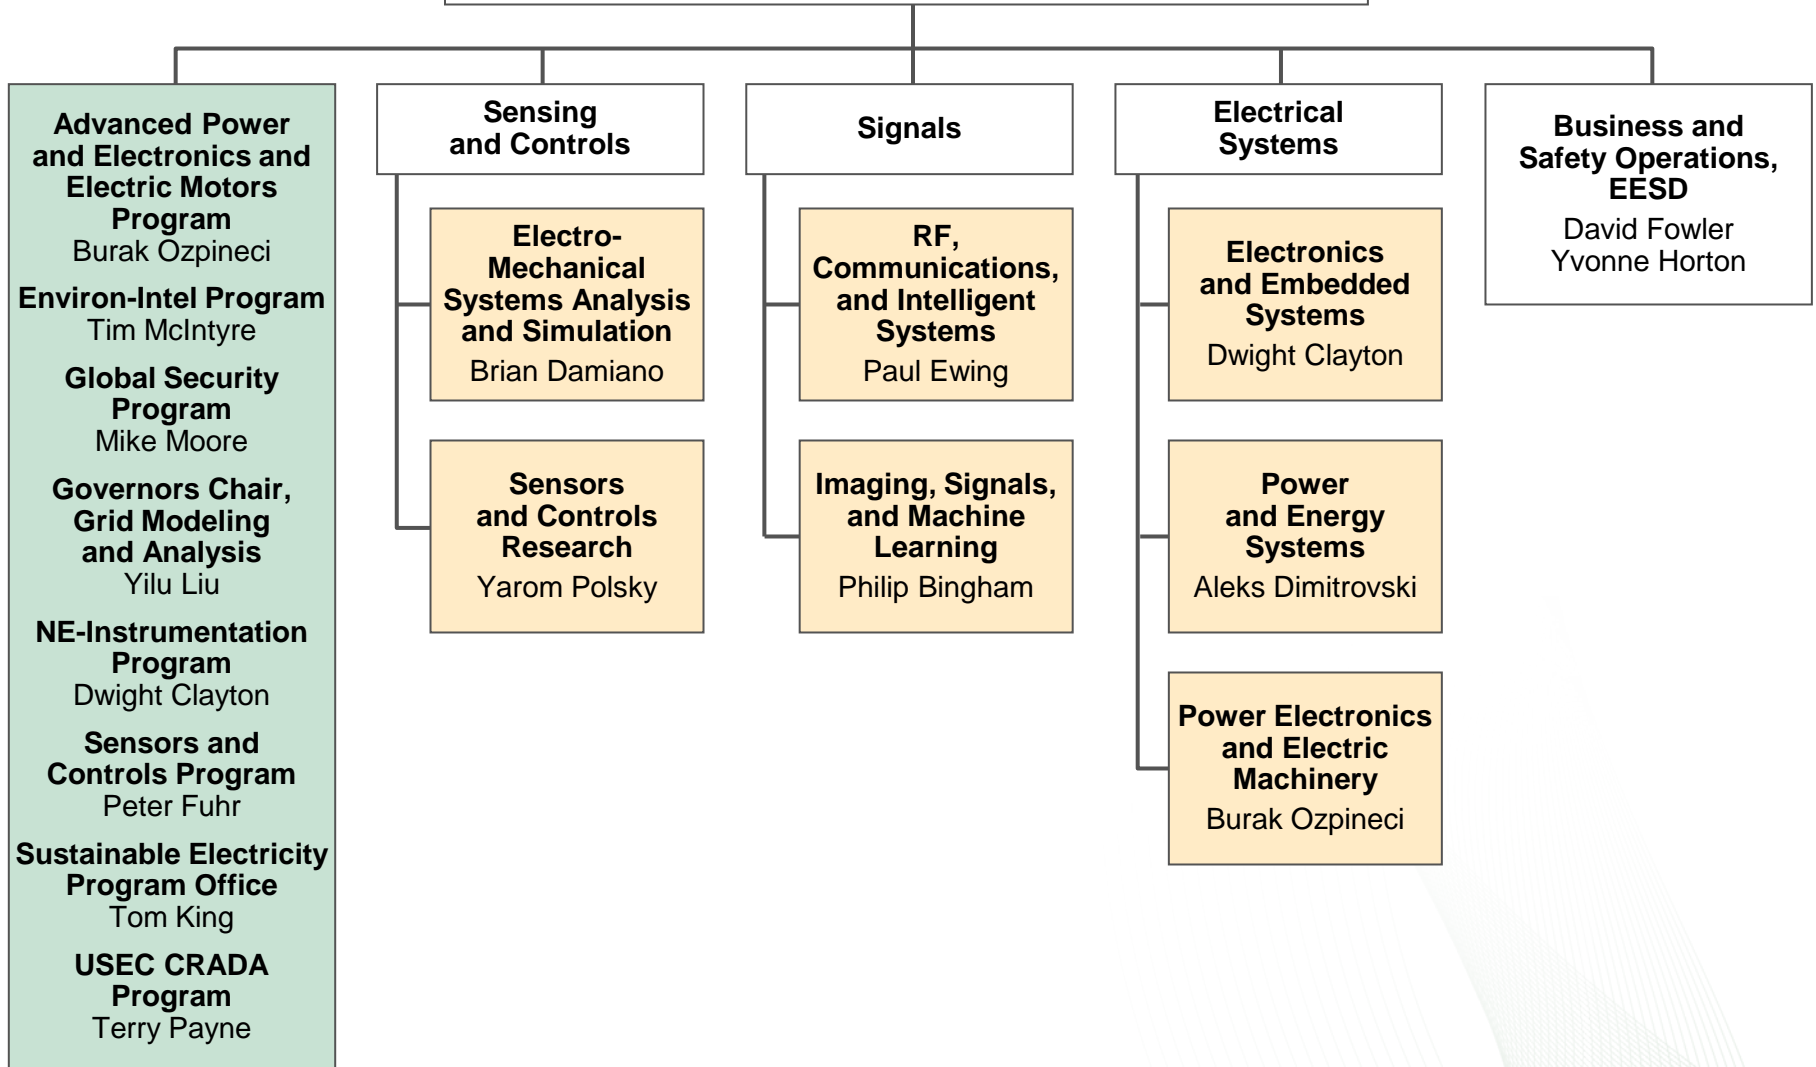 Advanced Power
and Electronics and
Electric Motors
Program
Burak Ozpineci
Environ-Intel Program
Tim McIntyre
Global Security
Program
Mike Moore
Governors Chair,
Grid Modeling
and Analysis
Yilu Liu
NE-Instrumentation
Program
Dwight Clayton
Sensors and
Controls Program
Peter Fuhr
Sustainable Electricity
Program Office
Tom King
USEC CRADA
Program
Terry Payne
Sensing
and Controls
Electro-
Mechanical
Systems Analysis
and Simulation
Brian Damiano
Sensors
and Controls
Research
Yarom Polsky
Signals
RF,
Communications,
and Intelligent
Systems
Paul Ewing
Imaging, Signals,
and Machine
Learning
Philip Bingham
Electrical
Systems
Electronics
and Embedded
Systems
Dwight Clayton
Power
and Energy
Systems
Aleks Dimitrovski
Power Electronics
and Electric
Machinery
Burak Ozpineci
Business and
Safety Operations,
EESD
David Fowler
Yvonne Horton